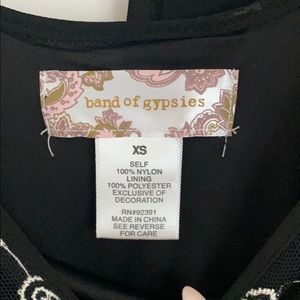 band of gypsies
XS
SELF
100% NYLON
LINING
100% POLYESTER
EXCLUSIVE OF
DECORATION
RN#92391
MADE IN CHINA
SEE REVERSE
FOR CARE